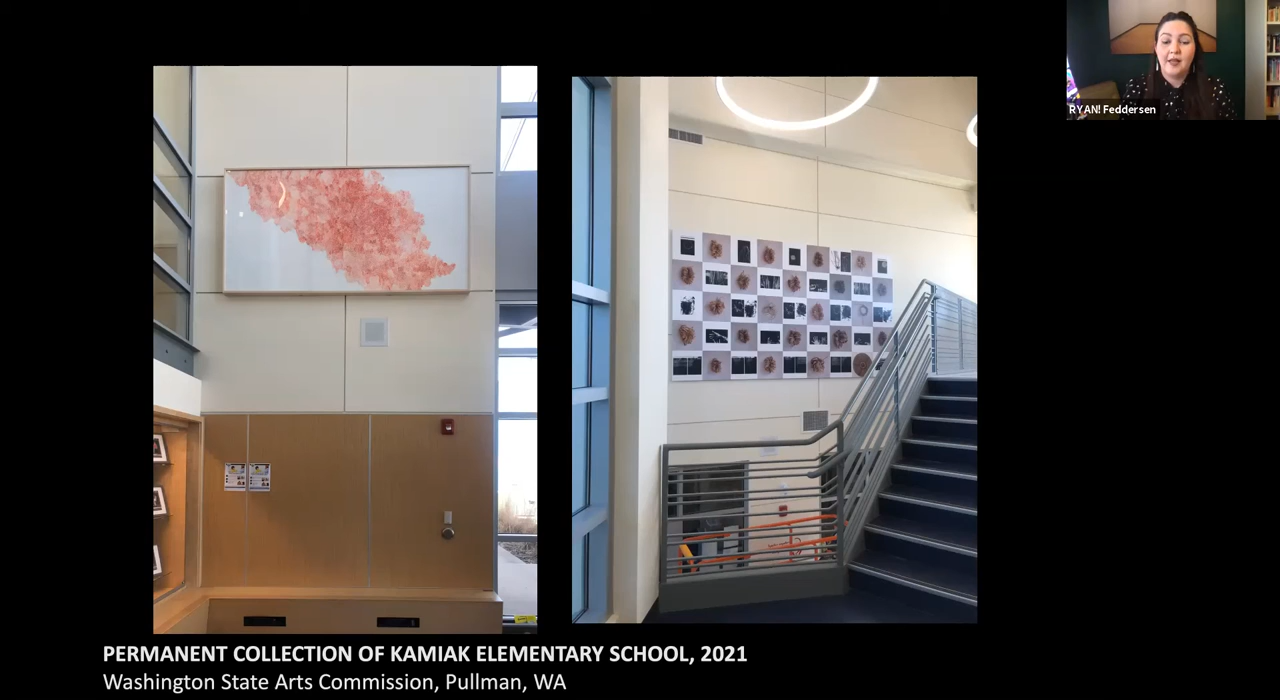 RYAN! Feddersen
PERMANENT COLLECTION OF KAMIAK ELEMENTARY SCHOOL, 2021
Washington State Arts Commission, Pullman, WA